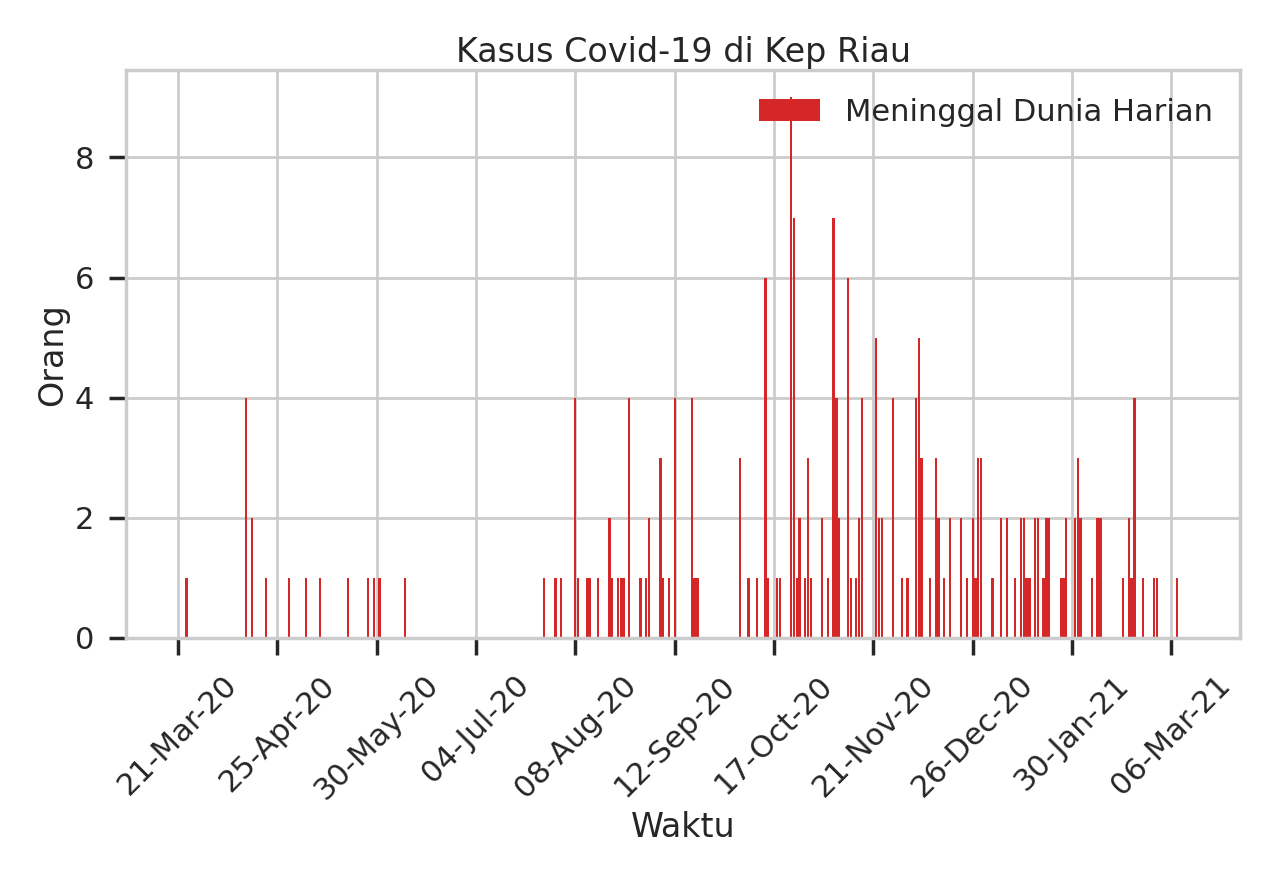 Kasus Covid-19 di Kep Riau
Meninggal Dunia Harian
Orang
8
6
4
2
0
21-Mar-20
25-Apr-20
30-May-20
04-Jul-20
08-Aug-20
12-Sep-20
17-Oct-20
21-Nov-20
26-Dec-20
30-Jan-21
06-Mar-21
Waktu